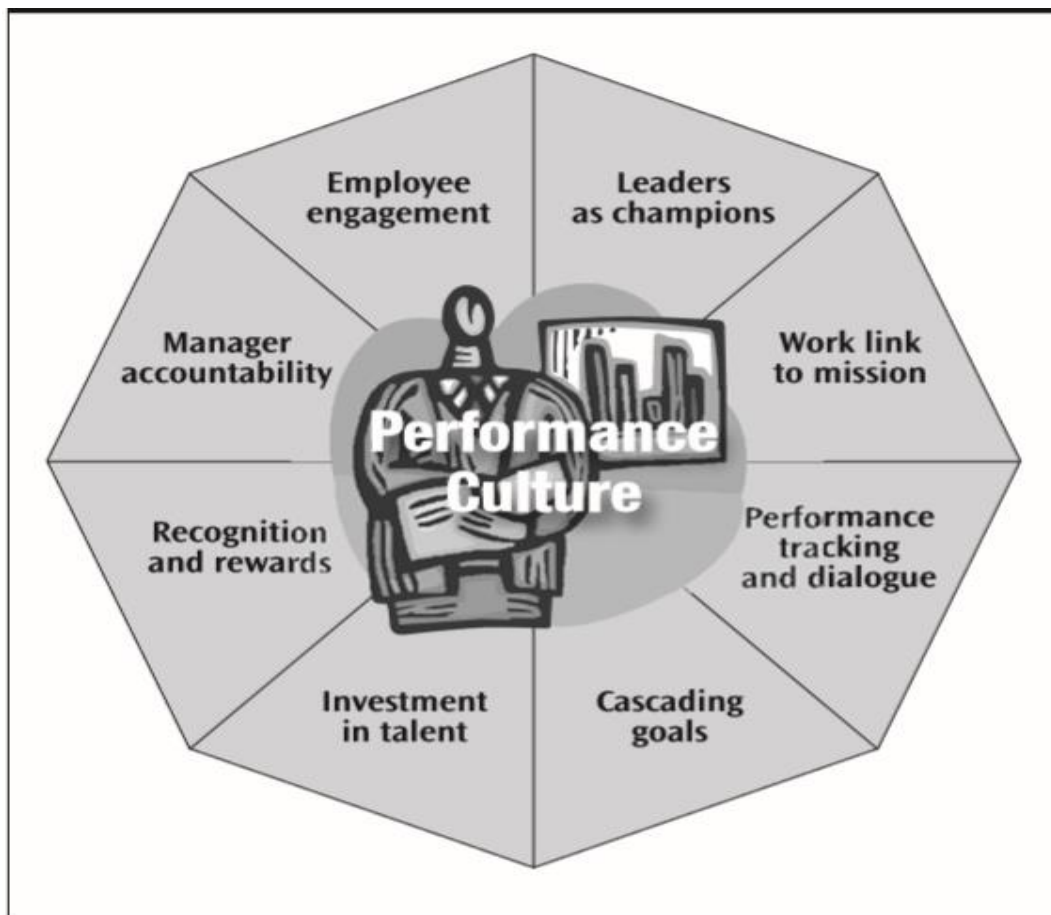 Employee
engagement
Leaders
as champions
Manager
accountability
Work link
to mission
Performance
Culture
Recognition
and rewards
Performance
tracking
and dialogue
Investment
in talent
Cascading
goals